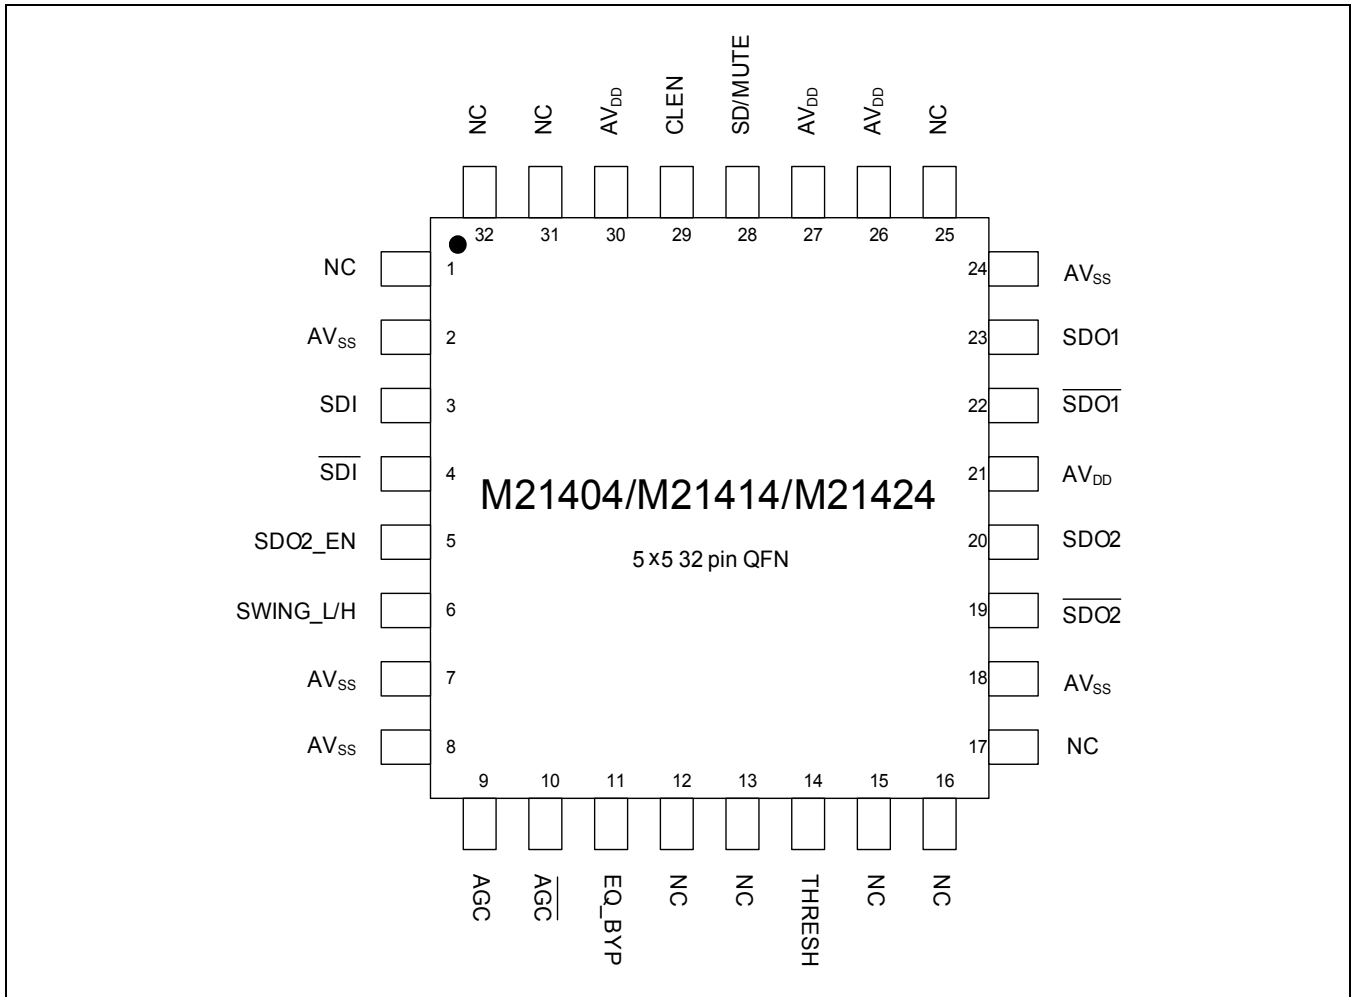 NC
NC
AVDD
CLEN
SD/MUTE
AVDD
AVDD
NC
32
31
30
29
28
27
26
25
NC
1
24
AVSS
AVSS
2
23
SDO1
SDI
3
22
SDO1
SDI
4
21
AVDD
M21404/M21414/M21424
SDO2_EN
5
20
SDO2
5x5 32 pin QFN
SWING_L/H
6
19
SDO2
AVSS
7
18
AVSS
AVSS
8
17
NC
9
10
11
12
13
14
15
16
AGC
AGC
EQ_BYP
NC
NC
THRESH
NC
NC